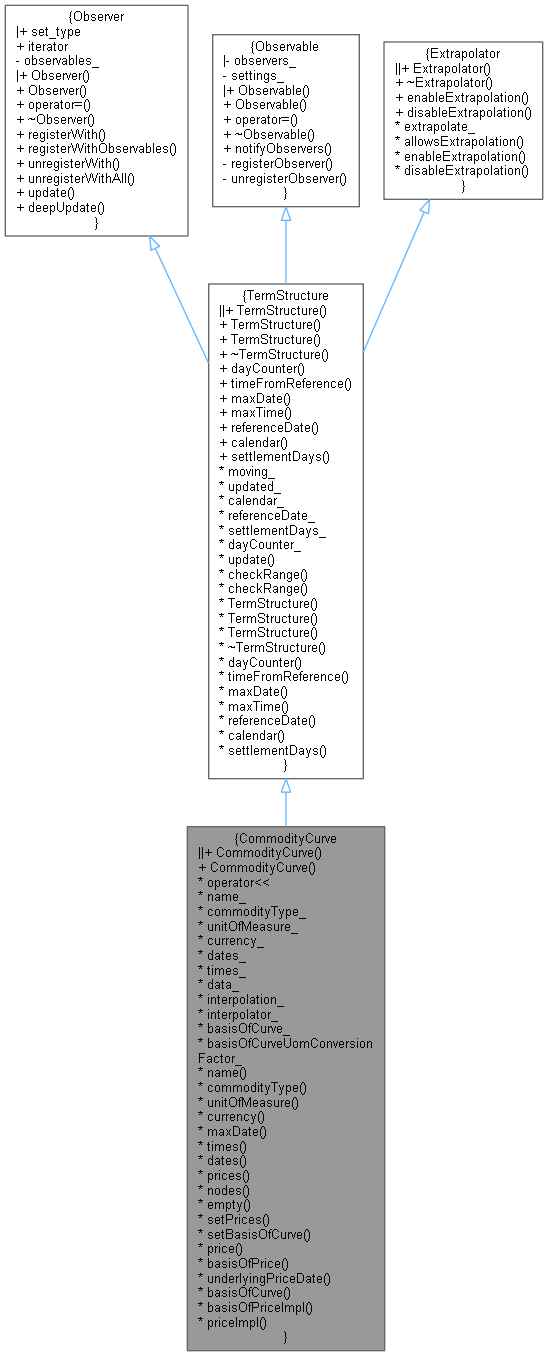 {Observer
|+ set_type
+ iterator
- observables_
|+ Observer()
+ Observer()
+ operator=()
+ ~Observer()
+ registerWith()
+ registerWithObservables()
+ unregisterWith()
+ unregisterWithAll()
+ update()
+ deepUpdate()
}
{Observable
|- observers_
- settings_
|+ Observable()
+ Observable()
+ operator=()
+ ~Observable()
+ notifyObservers()
- registerObserver()
- unregisterObserver()
}
{Extrapolator
||+ Extrapolator()
+ ~Extrapolator()
+ enableExtrapolation()
+ disableExtrapolation()
* extrapolate_
* allowsExtrapolation()
* enableExtrapolation()
* disableExtrapolation()
}
{TermStructure
||+ TermStructure()
+ TermStructure()
+ TermStructure()
+ ~TermStructure()
+ dayCounter()
+ timeFromReference()
+ maxDate()
+ maxTime()
+ referenceDate()
+ calendar()
+ settlementDays()
* moving_
* updated_
* calendar_
* referenceDate_
* settlementDays_
* dayCounter_
* update()
* checkRange()
* checkRange()
* TermStructure()
* TermStructure()
* TermStructure()
* ~TermStructure()
* dayCounter()
* timeFromReference()
* maxDate()
* maxTime()
* referenceDate()
* calendar()
* settlementDays()
}
{CommodityCurve
||+ CommodityCurve()
+ CommodityCurve()
* operator<<
* name_
* commodityType_
* unitOfMeasure_
* currency_
* dates_
* times_
* data_
* interpolation_
* interpolator_
* basisOfCurve_
* basisOfCurveUomConversion
Factor_
* name()
* commodityType()
* unitOfMeasure()
* currency()
* maxDate()
* times()
* dates()
* prices()
* nodes()
* empty()
* setPrices()
* setBasisOfCurve()
* price()
* basisOfPrice()
* underlyingPriceDate()
* basisOfCurve()
* basisOfPriceImpl()
* priceImpl()
}